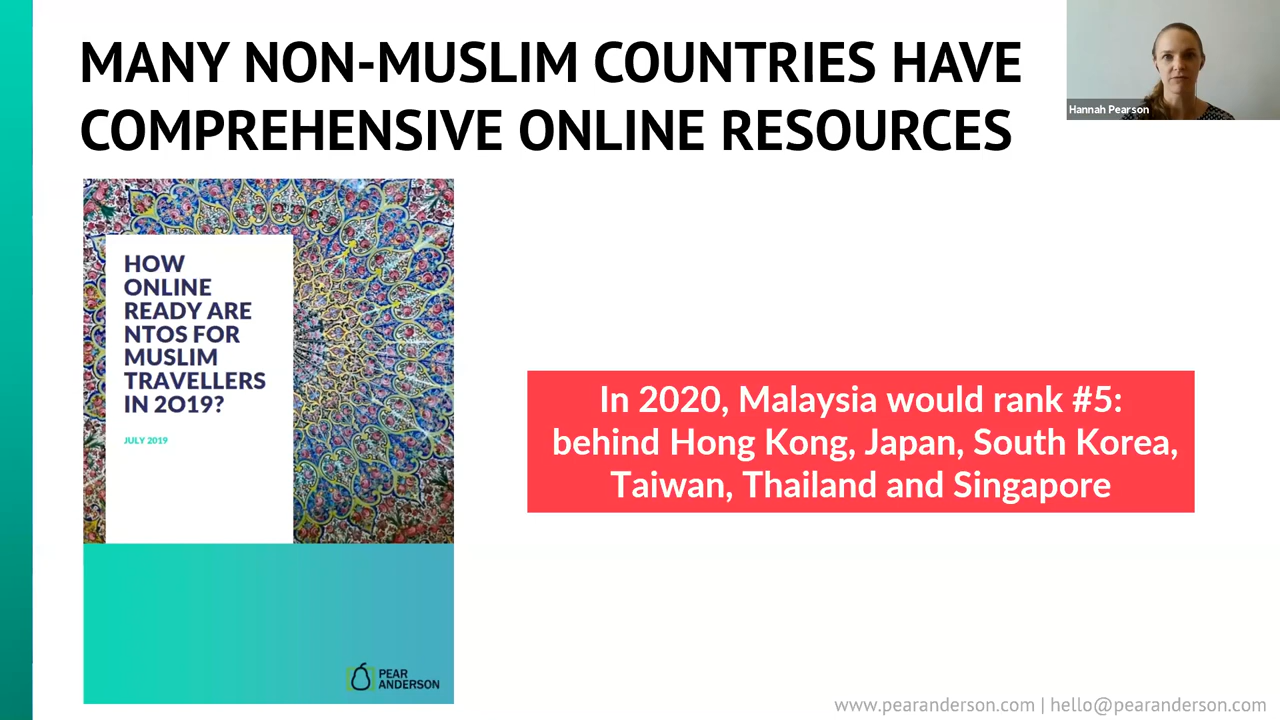 MANY NON-MUSLIM COUNTRIES HAVE
COMPREHENSIVE ONLINE RESOURCES
Hannah Pearson
HOW
ONLINE
READY ARE
NTOS FOR
MUSLIM
TRAVELLERS
IN 2019?
JULY 2019
In 2020, Malaysia would rank #5:
behind Hong Kong, Japan, South Korea,
Taiwan, Thailand and Singapore
PEAR
ANDERSON
www.pearanderson.com | hello@pearanderson.com